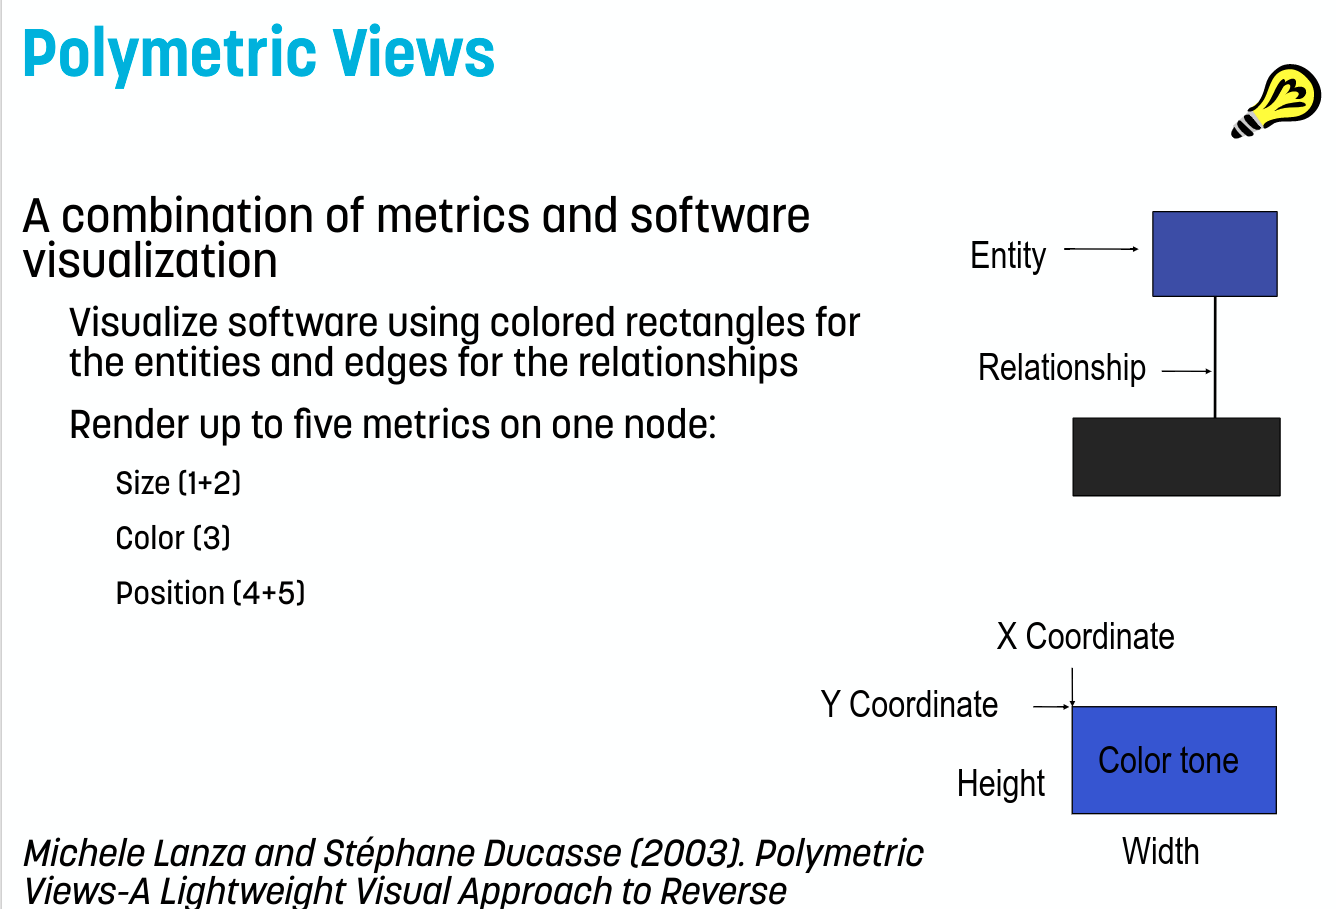 Polymetric Views
A combination of metrics and software
visualization
Visualize software using colored rectangles for
the entities and edges for the relationships
Render up to five metrics on one node:
Size (1+2)
Color (3)
Position (4+5)
Entity
Relationship
X Coordinate
Y Coordinate
Color tone
Height
Width
Michele Lanza and Stéphane Ducasse (2003). Polymetric
Views-A Lightweight Visual Approach to Reverse